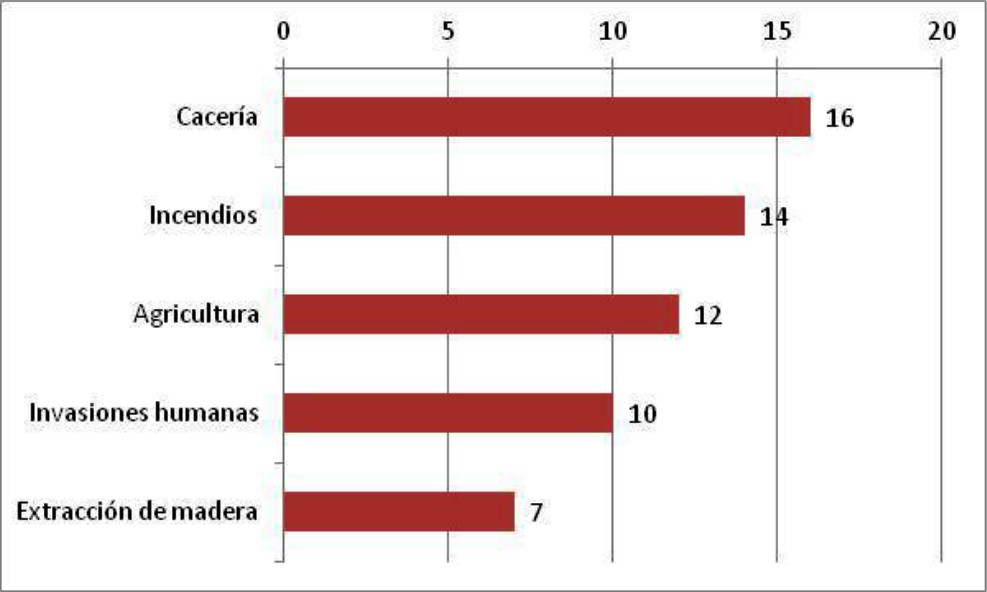 0 5 10 15 20
Cacería 16
Incendios 14
Agricultura 12
Invasiones humanas 10
Extracción de madera 7